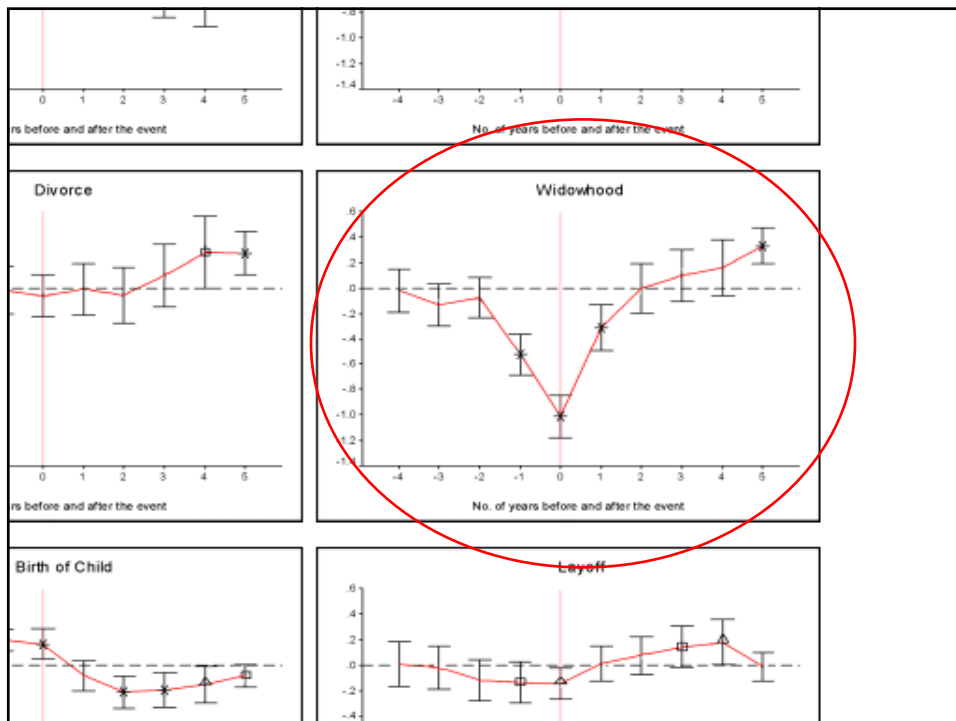 -.8
-1.0
-1.2
-1.4
0 1 2 3 4 5
-4 -3 -2 -1 0 1 2 3 4 5
rs before and after the event
No. of years before and after the event
Divorce
Widowhood
.6
.4
.2
.0
-.2
-.4
-.6
-.8
-1.0
-1.2
-1.4
0 1 2 3 4 5
-4 -3 -2 -1 0 1 2 3 4 5
rs before and after the event
No. of years before and after the event
Birth of Child
Layoff
.6
.4
.2
.0
-.2
-.4